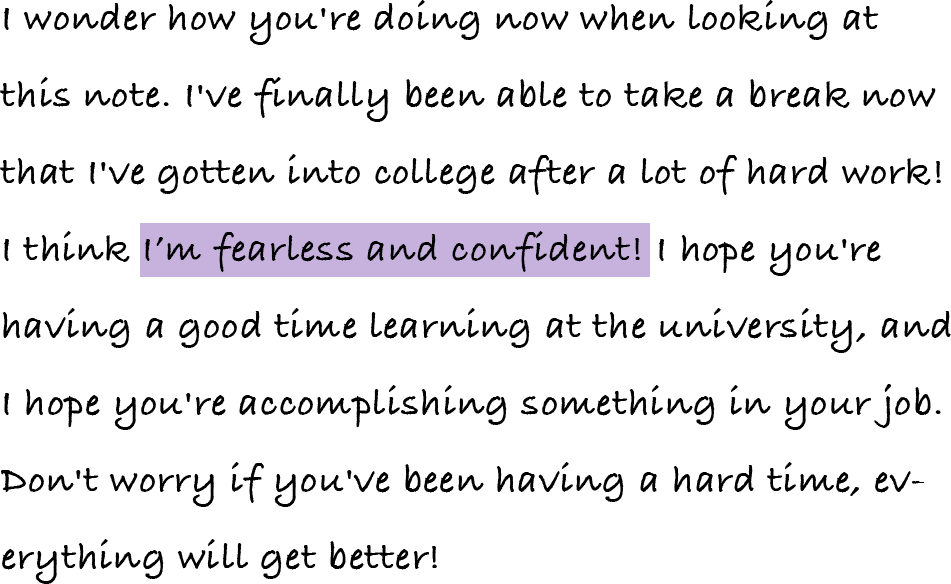 I wonder how you're doing now when looking at
this note. I've finally been able to take a break now
that I've gotten into college after a lot of hard work!
I think I’m fearless and confident! I hope you're
having a good time learning at the university, and
I hope you're accomplishing something in your job.
Don't worry if you've been having a hard time, ev-
erything will get better!